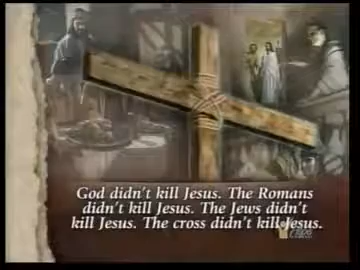 God didn't kill Jesus. The Romans
didn't kill Jesus. The Jews didn't
kill Jesus. The cross didn't kill Jesus.